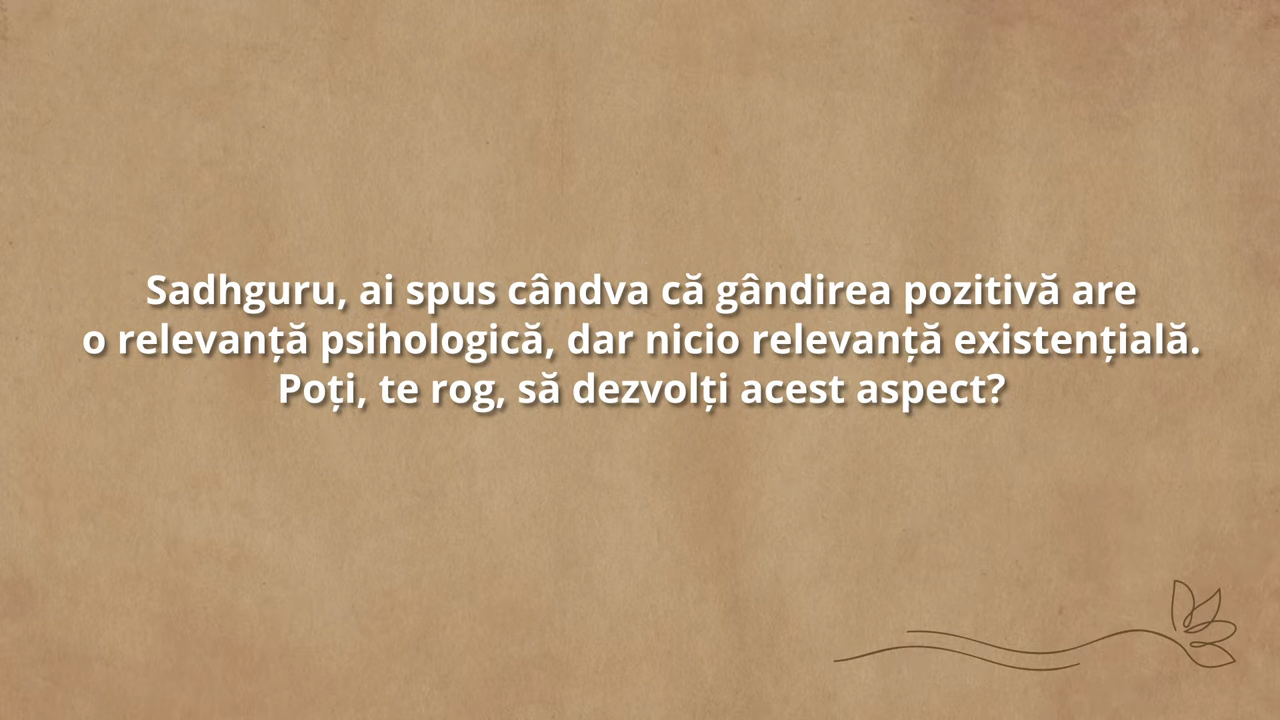 Sadhguru, ai spus cândva că gândirea pozitivă are
o relevanță psihologică, dar nicio relevanță existențială.
Poți, te rog, să dezvolți acest aspect?